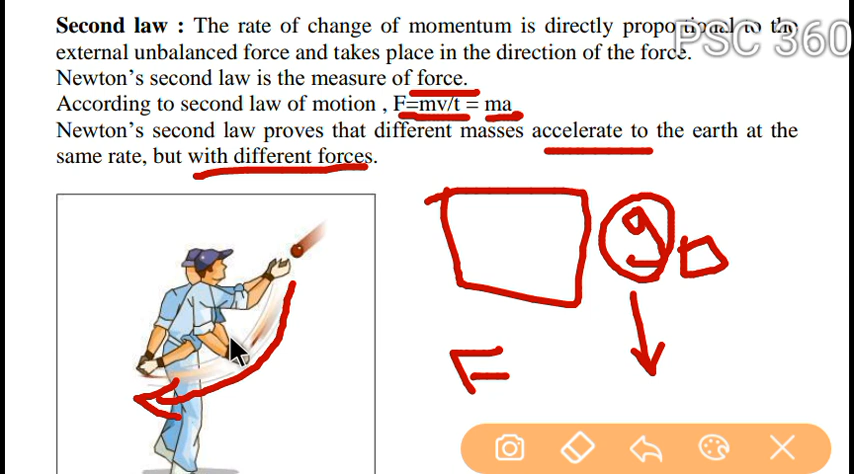 Second law : The rate of change of momentum is directly proportional to the
PSC 360
external unbalanced force and takes place in the direction of the force.
Newton’s second law is the measure of force.
According to second law of motion , F=mv/t = ma
Newton’s second law proves that different masses accelerate to the earth at the
same rate, but with different forces.
g
F